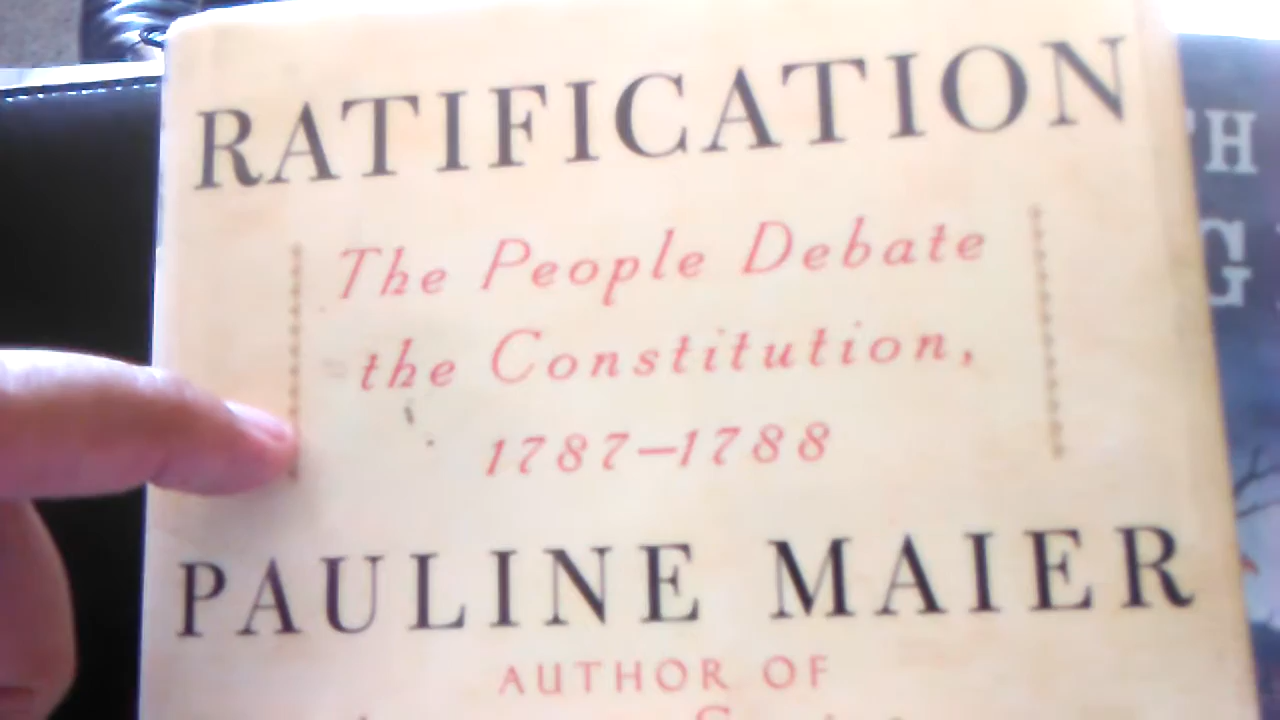 RATIFICATION
The People Debate
the Constitution,
1787–1788
PAULINE MAIER
AUTHOR OF